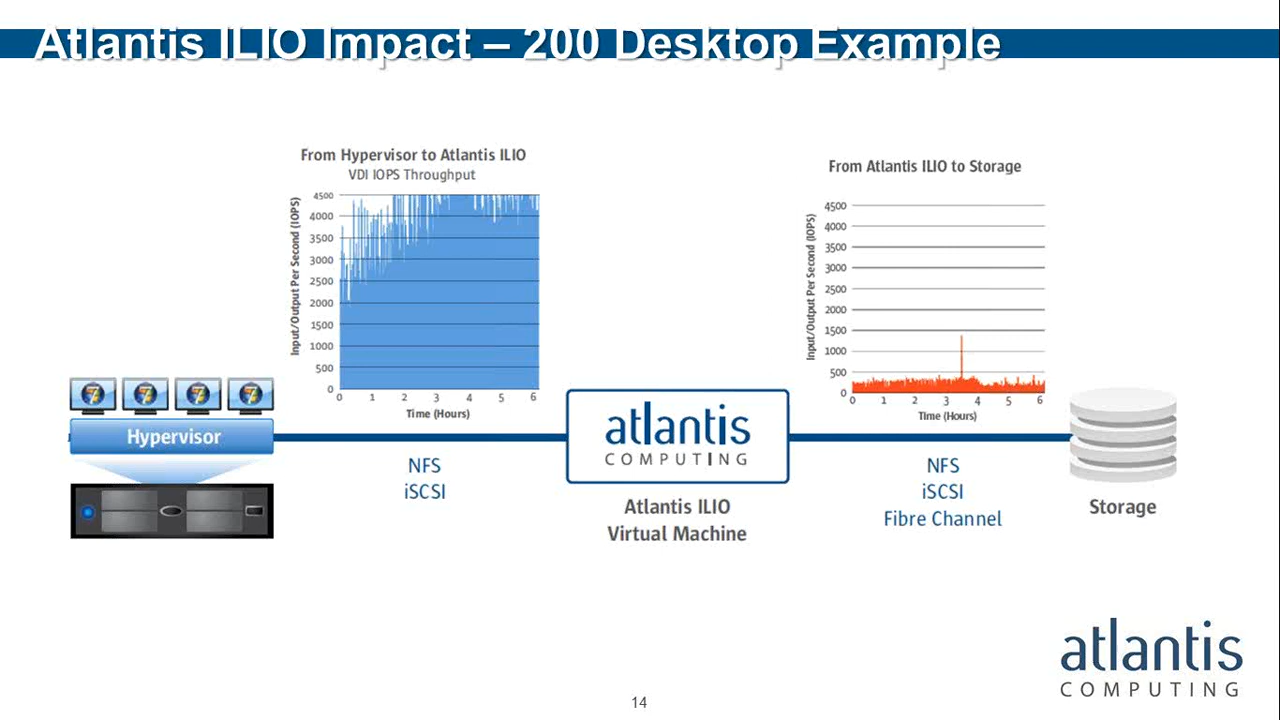 Atlantis ILIO Impact – 200 Desktop Example
From Hypervisor to Atlantis ILIO
VDI IOPS Throughput
Input/Output Per Second (IOPS)
4500
4000
3500
3000
2500
2000
1500
1000
500
0
0 1 2 3 4 5 6
Time (Hours)
From Atlantis ILIO to Storage
Input/Output Per Second (IOPS)
4500
4000
3500
3000
2500
2000
1500
1000
500
0
0 1 2 3 4 5 6
Time (Hours)
7 7 7 7
Hypervisor
NFS
iSCSI
atlantis
COMPUTING
Atlantis ILIO
Virtual Machine
NFS
iSCSI
Fibre Channel
Storage
atlantis
COMPUTING
14